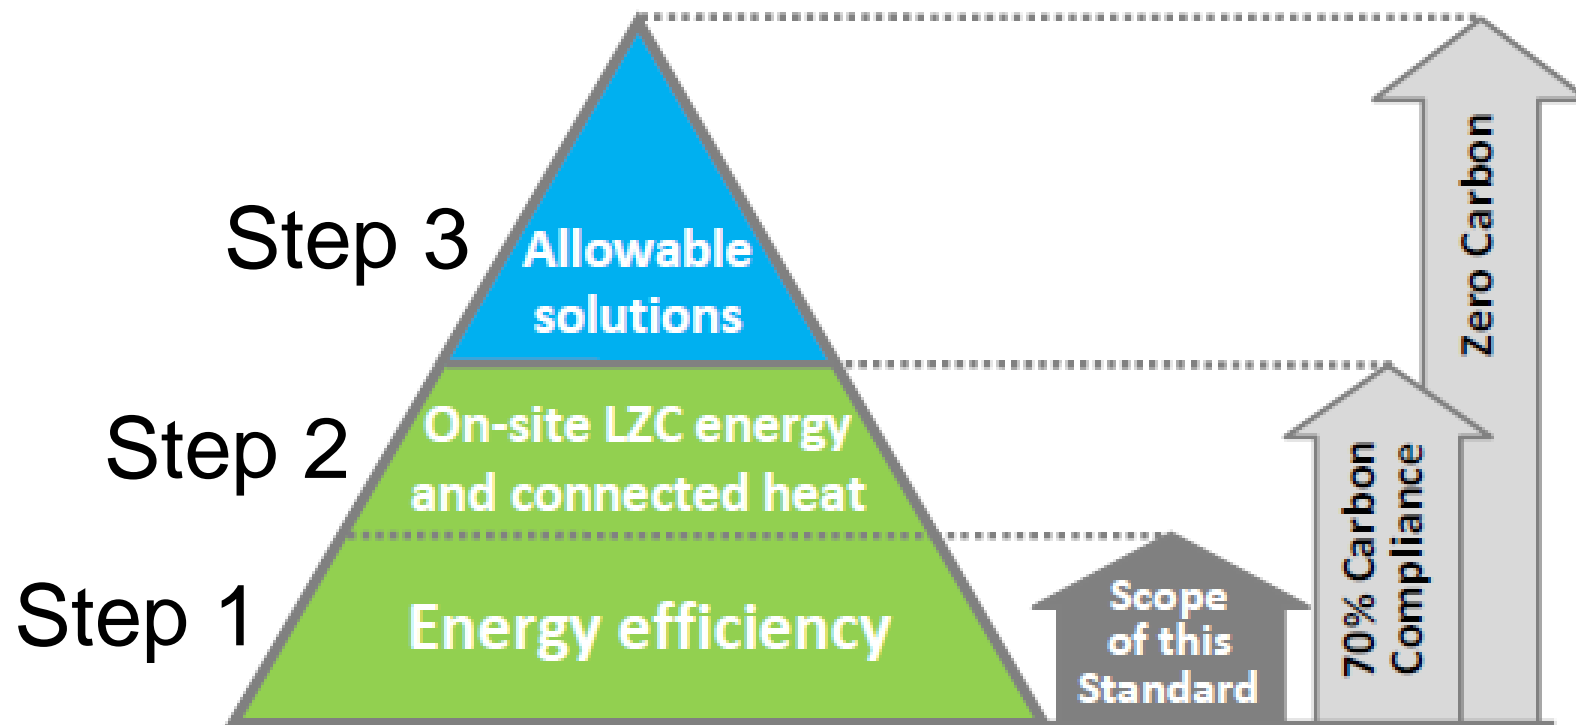 Step 3
Allowable
solutions
Step 2
On-site LZC energy
and connected heat
Step 1
Energy efficiency
Scope
of this
Standard
70% Carbon
Compliance
Zero Carbon